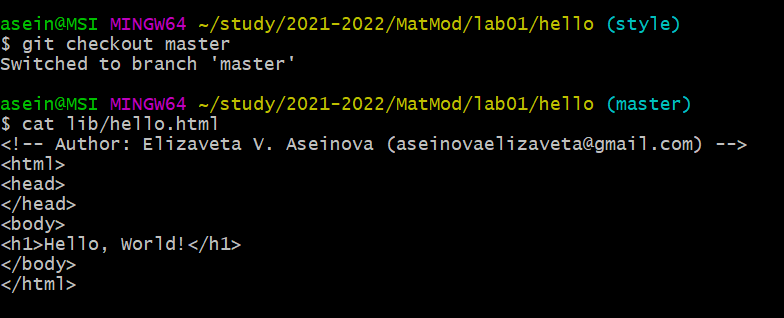 asein@MSI MINGW64 ~/study/2021-2022/MatMod/lab01/hello (style)
$ git checkout master
Switched to branch 'master'
asein@MSI MINGW64 ~/study/2021-2022/MatMod/lab01/hello (master)
$ cat lib/hello.html
<!-- Author: Elizaveta V. Aseinova (aseinovaelizaveta@gmail.com) -->
<html>
<head>
</head>
<body>
<h1>Hello, World!</h1>
</body>
</html>